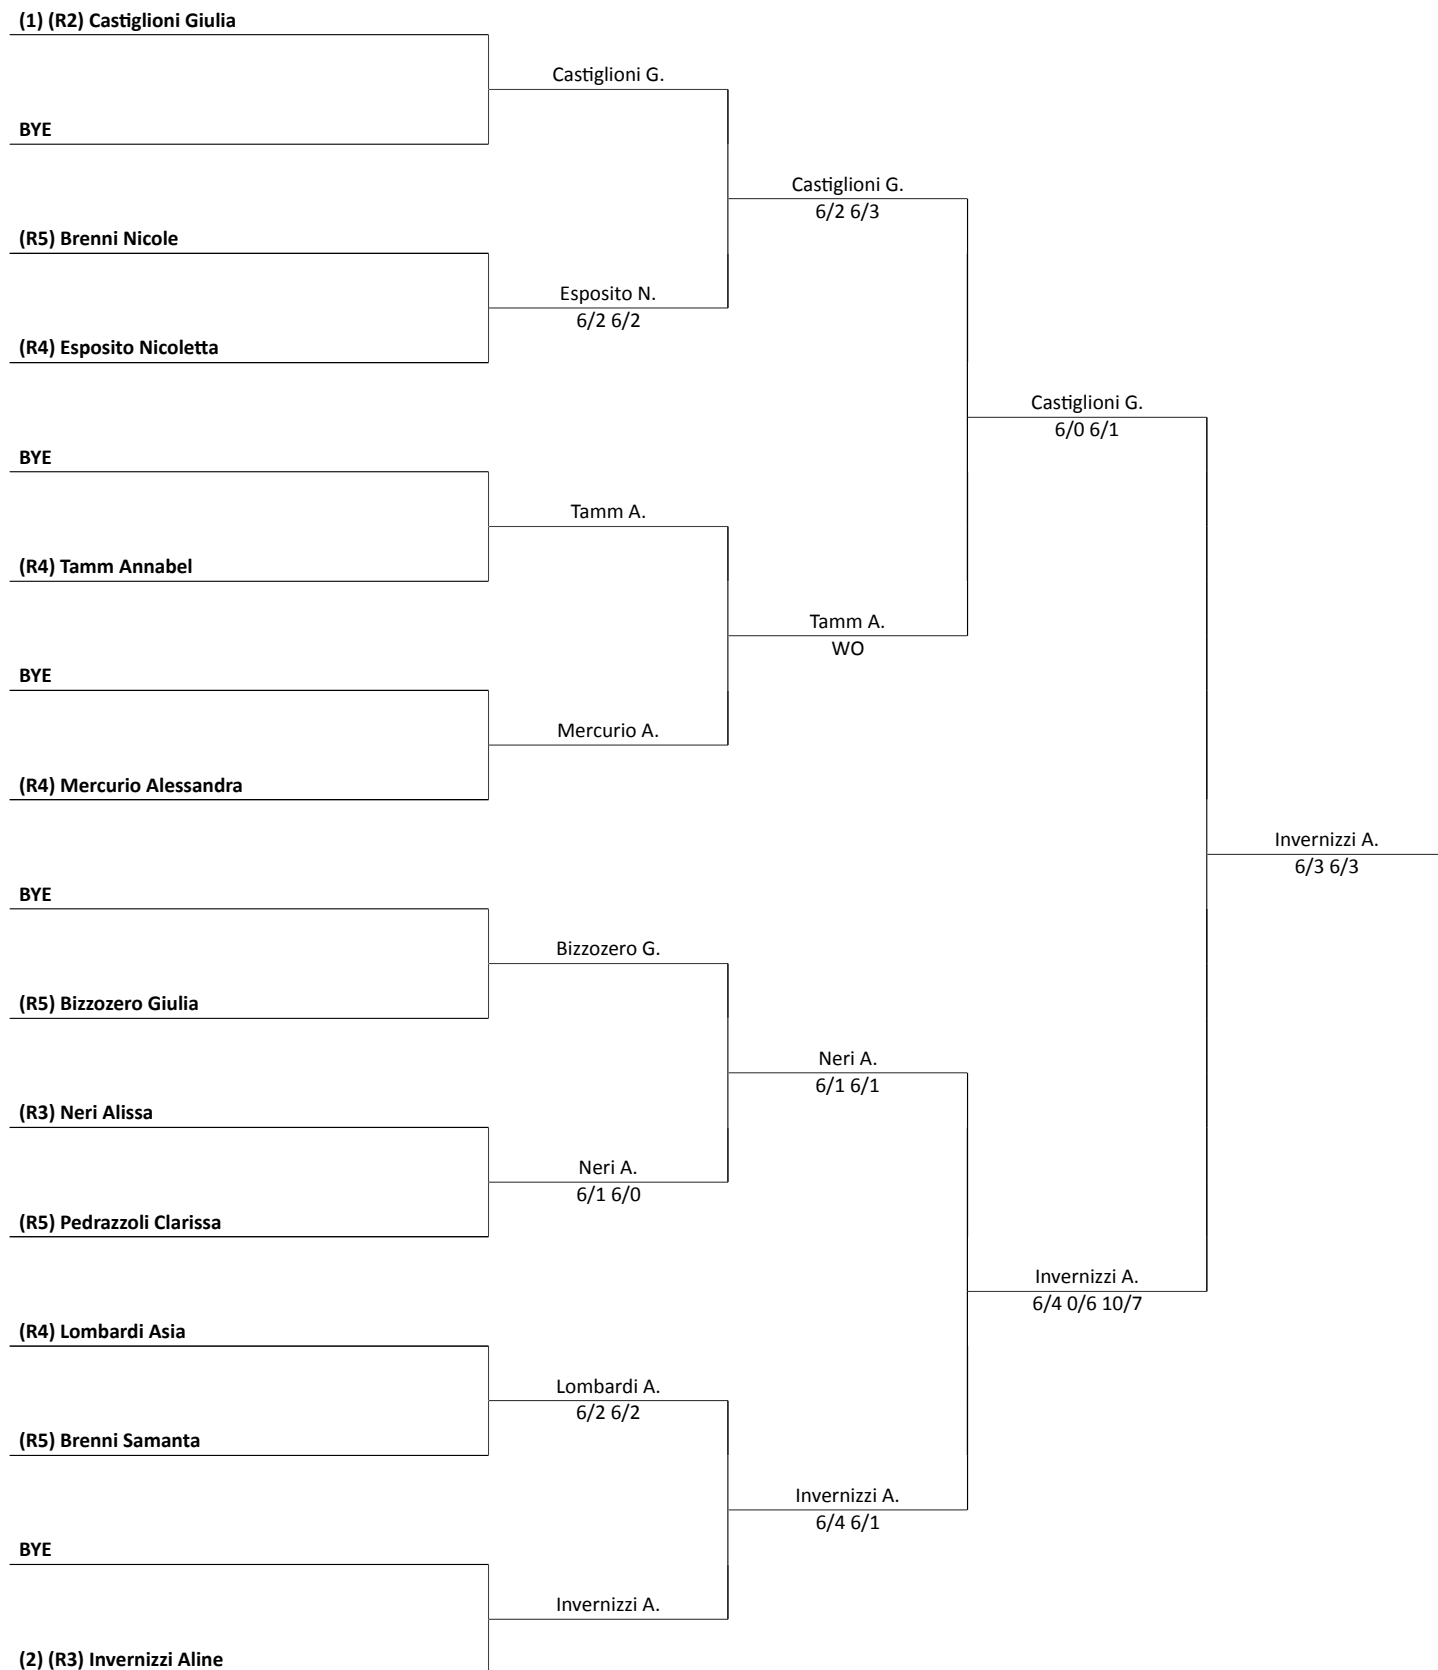 (1) (R2) Castiglioni Giulia
Castiglioni G.
BYE
Castiglioni G.
6/2 6/3
(R5) Brenni Nicole
Esposito N.
6/2 6/2
(R4) Esposito Nicoletta
Castiglioni G.
6/0 6/1
BYE
Tamm A.
(R4) Tamm Annabel
Tamm A.
WO
BYE
Mercurio A.
(R4) Mercurio Alessandra
Invernizzi A.
6/3 6/3
BYE
Bizzozero G.
(R5) Bizzozero Giulia
Neri A.
6/1 6/1
(R3) Neri Alissa
Neri A.
6/1 6/0
(R5) Pedrazzoli Clarissa
Invernizzi A.
6/4 0/6 10/7
(R4) Lombardi Asia
Lombardi A.
6/2 6/2
(R5) Brenni Samanta
Invernizzi A.
6/4 6/1
BYE
Invernizzi A.
(2) (R3) Invernizzi Aline